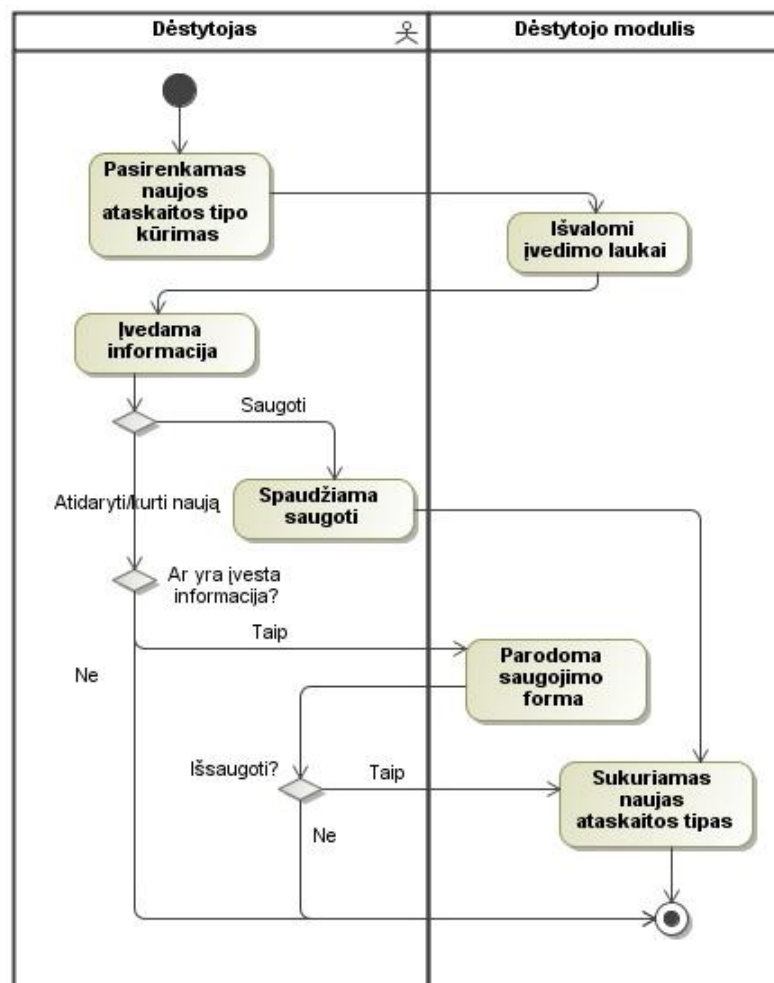 Dėstytojas
Dėstytojo modulis
Pasirenkamas
naujos
ataskaitos tipo
kūrimas
Išvalomi
įvedimo laukai
Įvedama
informacija
Saugoti
Atidaryti/kurti naują
Spaudžiama
saugoti
Ar yra įvesta
informacija?
Taip
Ne
Parodoma
saugojimo
forma
Išsaugoti?
Taip
Sukuriamas
naujas
ataskaitos tipas
Ne